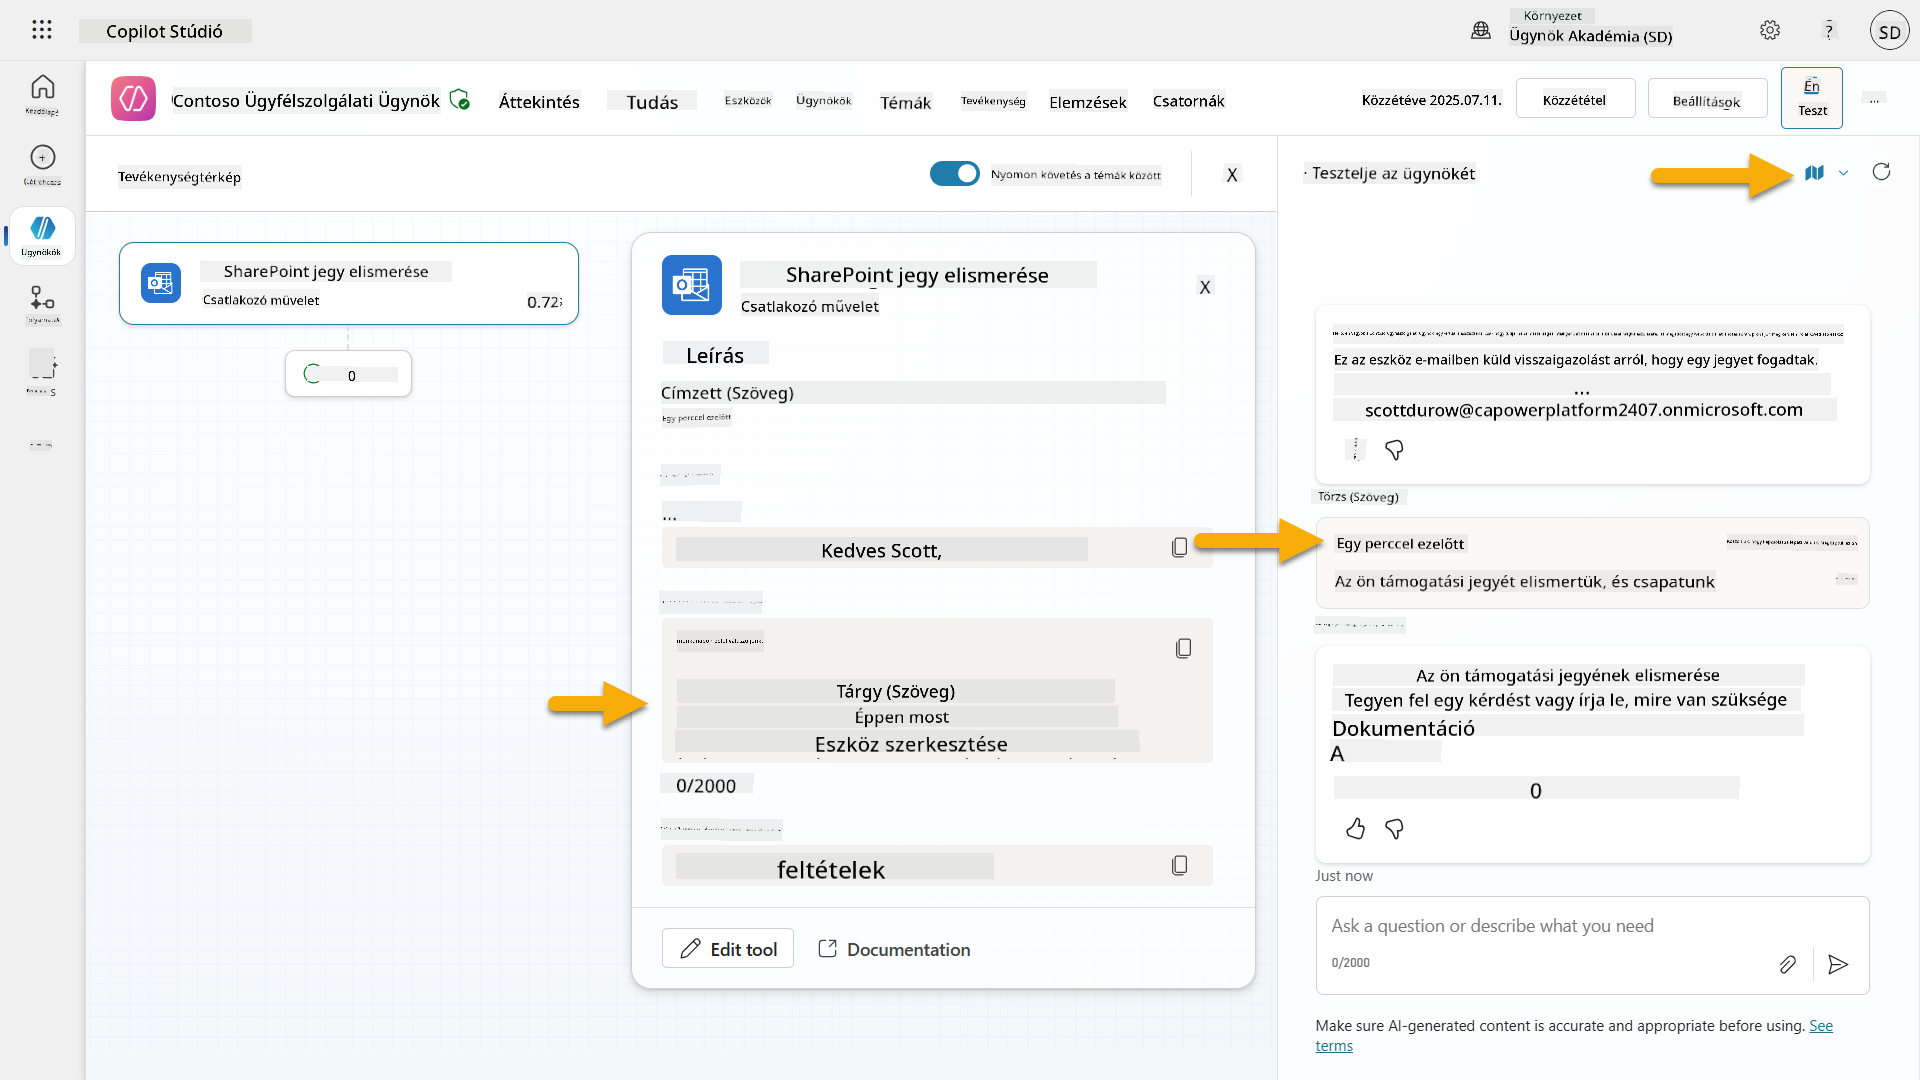 Copilot Stúdió
Környezet
Ügynök Akadémia (SD)
?
SD
Contoso Ügyfélszolgálati Ügynök
Áttekintés
Tudás
Eszközök
Ügynökök
Témák
Tevékenység
Elemzések
Csatornák
Közzétéve 2025.07.11.
Közzététel
Beállítások
Én
Teszt
...
Ügynökök
Tevékenységtérkép
Nyomon követés a témák között
X
SharePoint jegy elismerése
Csatlakozó művelet
0
SharePoint jegy elismerése
Csatlakozó művelet
X
Leírás
Címzett (Szöveg)
Egy perccel ezelőtt
...
Kedves Scott,
Tárgy (Szöveg)
Éppen most
Eszköz szerkesztése
0/2000
feltételek
Edit tool
Documentation
Tesztelje az ügynökét
Ez az eszköz e-mailben küld visszaigazolást arról, hogy egy jegyet fogadtak.
...
scottdurow@capowerplatform2407.onmicrosoft.com
Törzs (Szöveg)
Egy perccel ezelőtt
Az ön támogatási jegyét elismertük, és csapatunk
Az ön támogatási jegyének elismerése
Tegyen fel egy kérdést vagy írja le, mire van szüksége
Dokumentáció
A
0
Just now
Ask a question or describe what you need
0/2000
Make sure AI-generated content is accurate and appropriate before using. See
terms